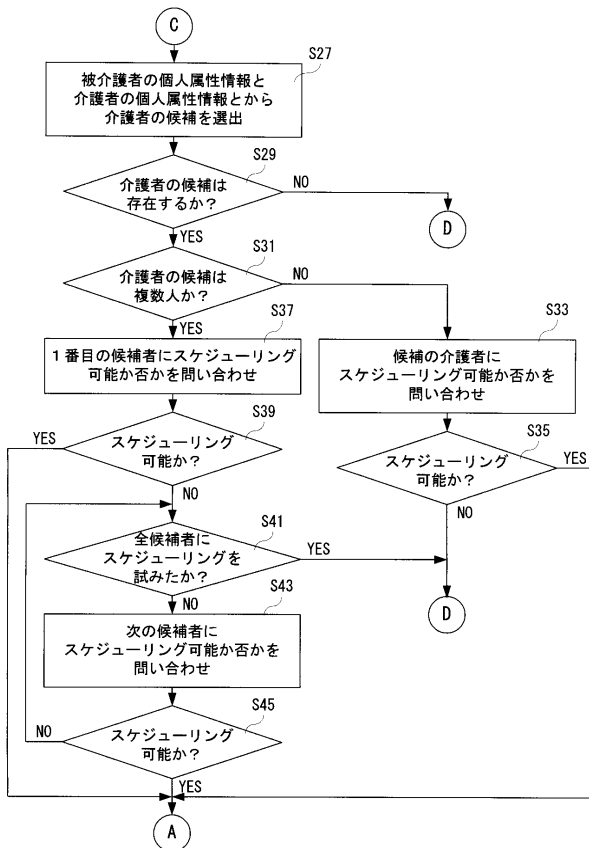 C
S27
被介護者の個人属性情報と
介護者の個人属性情報とから
介護者の候補を選出
S29
介護者の候補は
存在するか？
NO
D
YES
S31
介護者の候補は
複数人か？
NO
YES
S37
１番目の候補者にスケジューリング
可能か否かを問い合わせ
S33
候補の介護者に
スケジューリング可能か否かを
問い合わせ
S39
YES
スケジューリング
可能か？
NO
S35
スケジューリング
可能か？
YES
NO
S41
全候補者に
スケジューリングを
試みたか？
YES
NO
D
S43
次の候補者に
スケジューリング可能か否かを
問い合わせ
S45
NO
スケジューリング
可能か？
YES
A